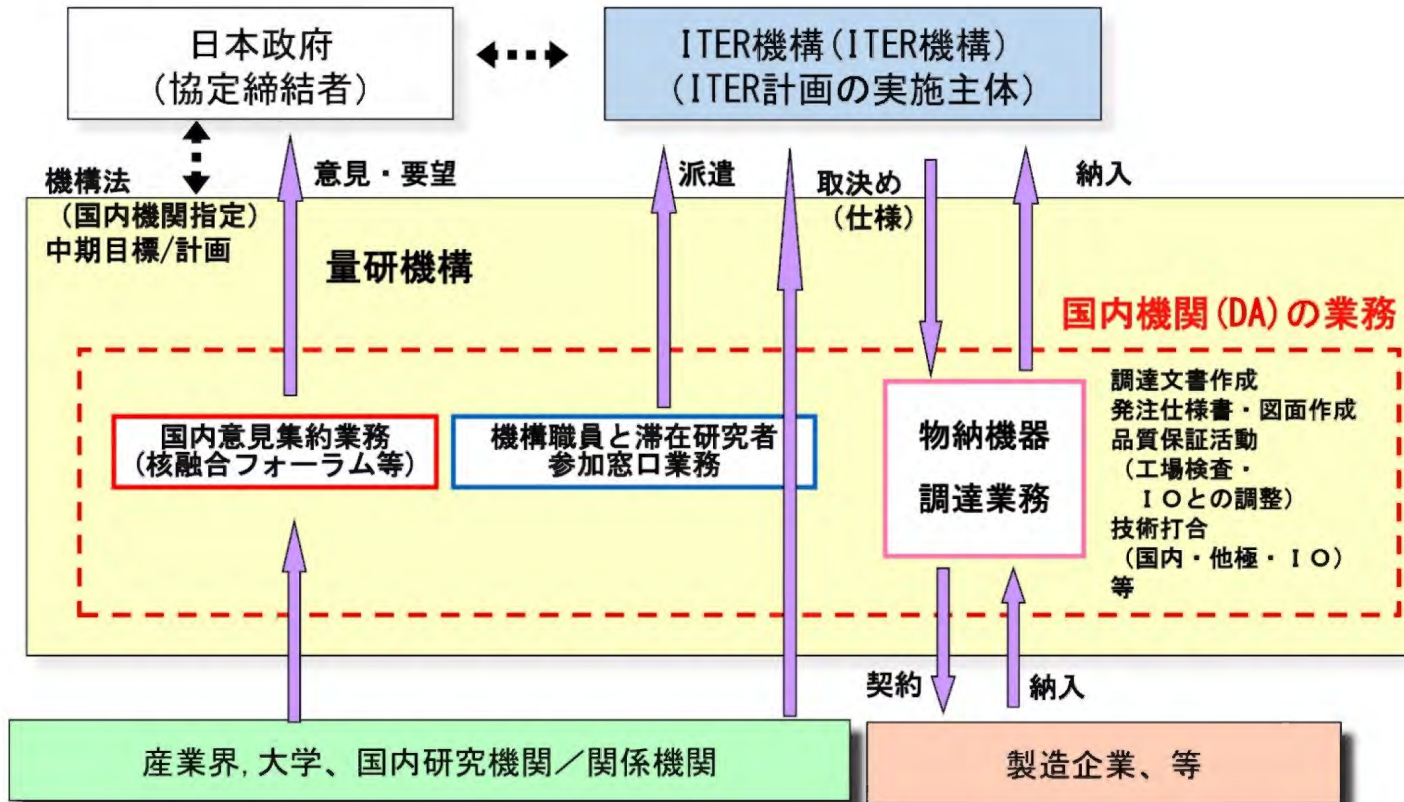 日本政府
(協定締結者)
ITER機構(ITER機構)
(ITER計画の実施主体)
機構法
(国内機関指定)
中期目標/計画
意見・要望
派遣
取決め
(仕様)
納入
量研機構
国内機関(DA)の業務
国内意見集約業務
(核融合フォーラム等)
機構職員と滞在研究者
参加窓口業務
物納機器
調達業務
調達文書作成
発注仕様書・図面作成
品質保証活動
(工場検査・
ＩＯとの調整)
技術打合
(国内・他極・ＩＯ)
等
契約
納入
産業界,大学、国内研究機関／関係機関
製造企業、等